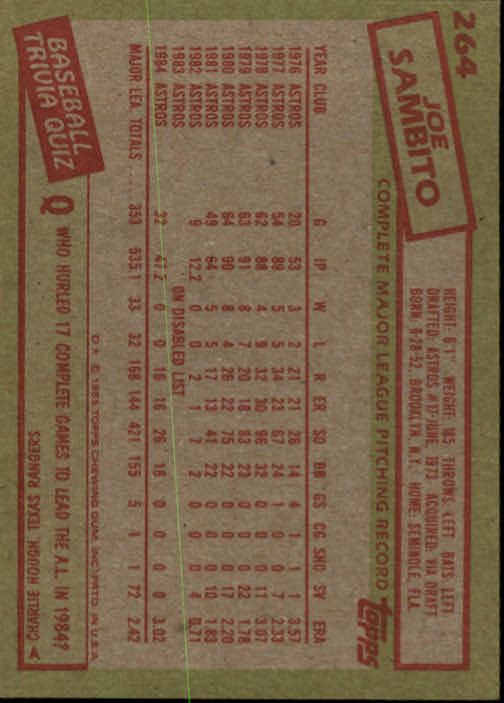 264
JOE
SAMBITO
HEIGHT: 6'1" WEIGHT: 185 THROWS: LEFT BATS: LEFT
DRAFTED: ASTROS #17-JUNE, 1973 ACQUIRED: VIA DRAFT
BORN: 6-28-52, BROOKLYN, N.Y. HOME: SEMINOLE, FLA.
COMPLETE MAJOR LEAGUE PITCHING RECORD topps
YEAR CLUB G IP W L R ER SO BB GS CG SHO SV ERA
1976 ASTROS 20 53 3 2 21 21 26 14 4 1 1 1 3.57
1977 ASTROS 54 89 5 5 34 23 67 24 1 0 0 7 2.33
1978 ASTROS 62 88 4 9 32 30 96 32 0 0 0 11 3.07
1979 ASTROS 63 91 8 7 20 18 83 23 0 0 0 22 1.78
1980 ASTROS 64 90 8 4 26 22 75 22 0 0 0 17 2.20
1981 ASTROS 49 64 5 5 17 13 41 22 0 0 0 10 1.83
1982 ASTROS 9 12.2 0 0 2 1 7 2 0 0 0 4 0.71
1983 ASTROS ON DISABLED LIST
1984 ASTROS 32 47.2 0 0 16 16 26 16 0 0 0 0 3.02
MAJOR LEA. TOTALS .... 353 535.1 33 32 168 144 421 155 5 1 1 72 2.42
D* © 1985 TOPPS CHEWING GUM, INC. PRTD. IN U.S.A.
BASEBALL
TRIVIA QUIZ
Q WHO HURLED 17 COMPLETE GAMES TO LEAD THE A.L. IN 1984?
CHARLIE HOUGH, TEXAS RANGERS A